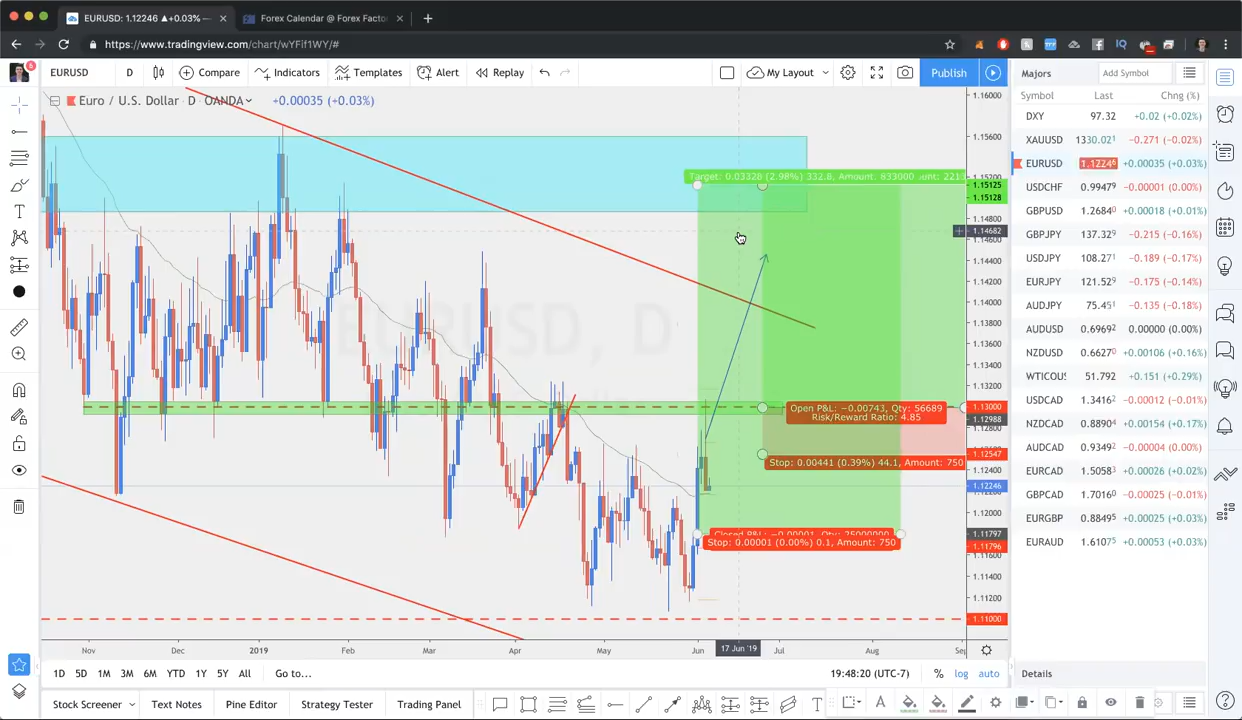 EURUSD: 1.12246 ▲+0.03% —
Forex Calendar @ Forex Facto
https://www.tradingview.com/chart/wYFif1WY/#
8
EURUSD D Compare Indicators Templates Alert Replay My Layout Publish
Majors Add Symbol
Symbol Last Chng (%)
Euro / U.S. Dollar D OANDA +0.00035 (+0.03%)
DXY 97.32 +0.02 (+0.02%)
XAUUSD 1330.021 −0.271 (−0.02%)
EURUSD 1.12246 +0.00035 (+0.03%)
USDCHF 0.99479 −0.00001 (0.00%)
GBPUSD 1.26840 +0.00018 (+0.01%)
GBPJPY 137.329 −0.215 (−0.16%)
USDJPY 108.271 −0.189 (−0.17%)
EURJPY 121.529 −0.175 (−0.14%)
AUDJPY 75.451 −0.135 (−0.18%)
AUDUSD 0.69692 0.00000 (0.00%)
NZDUSD 0.66270 +0.00106 (+0.16%)
WTICOUS 51.792 +0.151 (+0.29%)
USDCAD 1.34162 −0.00012 (−0.01%)
NZDCAD 0.88904 +0.00154 (+0.17%)
AUDCAD 0.93492 −0.00004 (0.00%)
EURCAD 1.50583 +0.00026 (+0.02%)
GBPCAD 1.70160 −0.00025 (−0.01%)
EURGBP 0.88495 +0.00025 (+0.03%)
EURAUD 1.61075 +0.00053 (+0.03%)
Details
EURUSD, D
Target: 0.03328 (2.98%) 332.8, Amount: 833000
Open P&L: −0.00743, Qty: 56689
Risk/Reward Ratio: 4.85
Stop: 0.00441 (0.39%) 44.1, Amount: 750
Stop: 0.00001 (0.00%) 0.1, Amount: 750
1.16000
1.15600
1.15200
1.15125
1.15128
1.14800
1.14682
1.14600
1.14400
1.14200
1.14000
1.13800
1.13600
1.13400
1.13200
1.13000
1.12988
1.12800
1.12547
1.12400
1.12246
1.12000
1.11797
1.11796
1.11600
1.11400
1.11200
1.11000
Nov Dec 2019 Feb Mar Apr May Jun 17 Jun '19 Jul Aug Sep
1D 5D 1M 3M 6M YTD 1Y 5Y All Go to... 19:48:20 (UTC-7) % log auto
Stock Screener Text Notes Pine Editor Strategy Tester Trading Panel